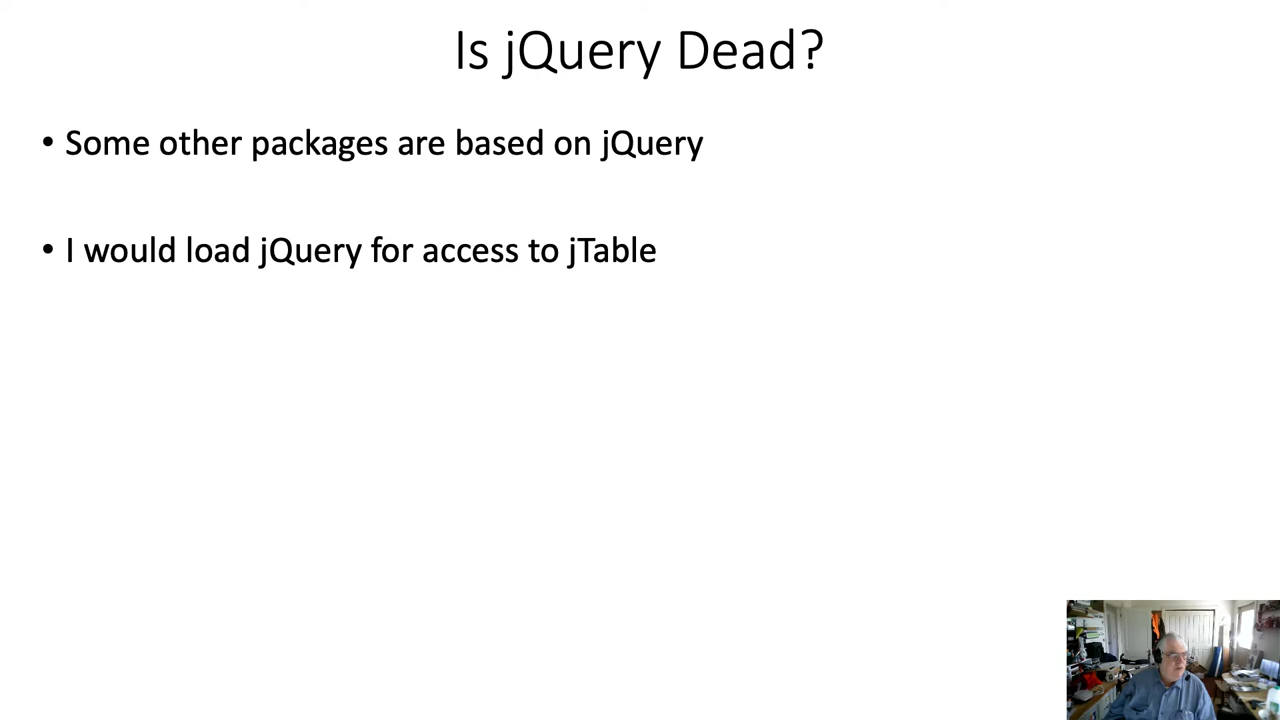 Is jQuery Dead?
• Some other packages are based on jQuery
• I would load jQuery for access to jTable